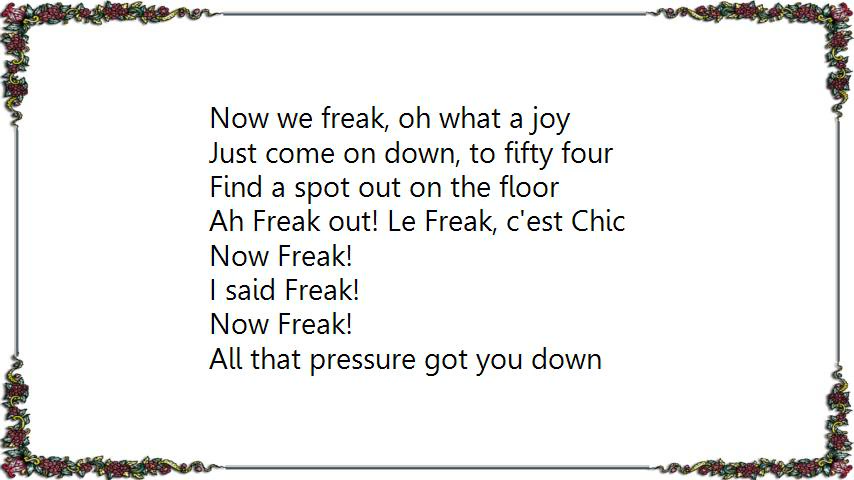 Now we freak, oh what a joy
Just come on down, to fifty four
Find a spot out on the floor
Ah Freak out! Le Freak, c'est Chic
Now Freak!
I said Freak!
Now Freak!
All that pressure got you down